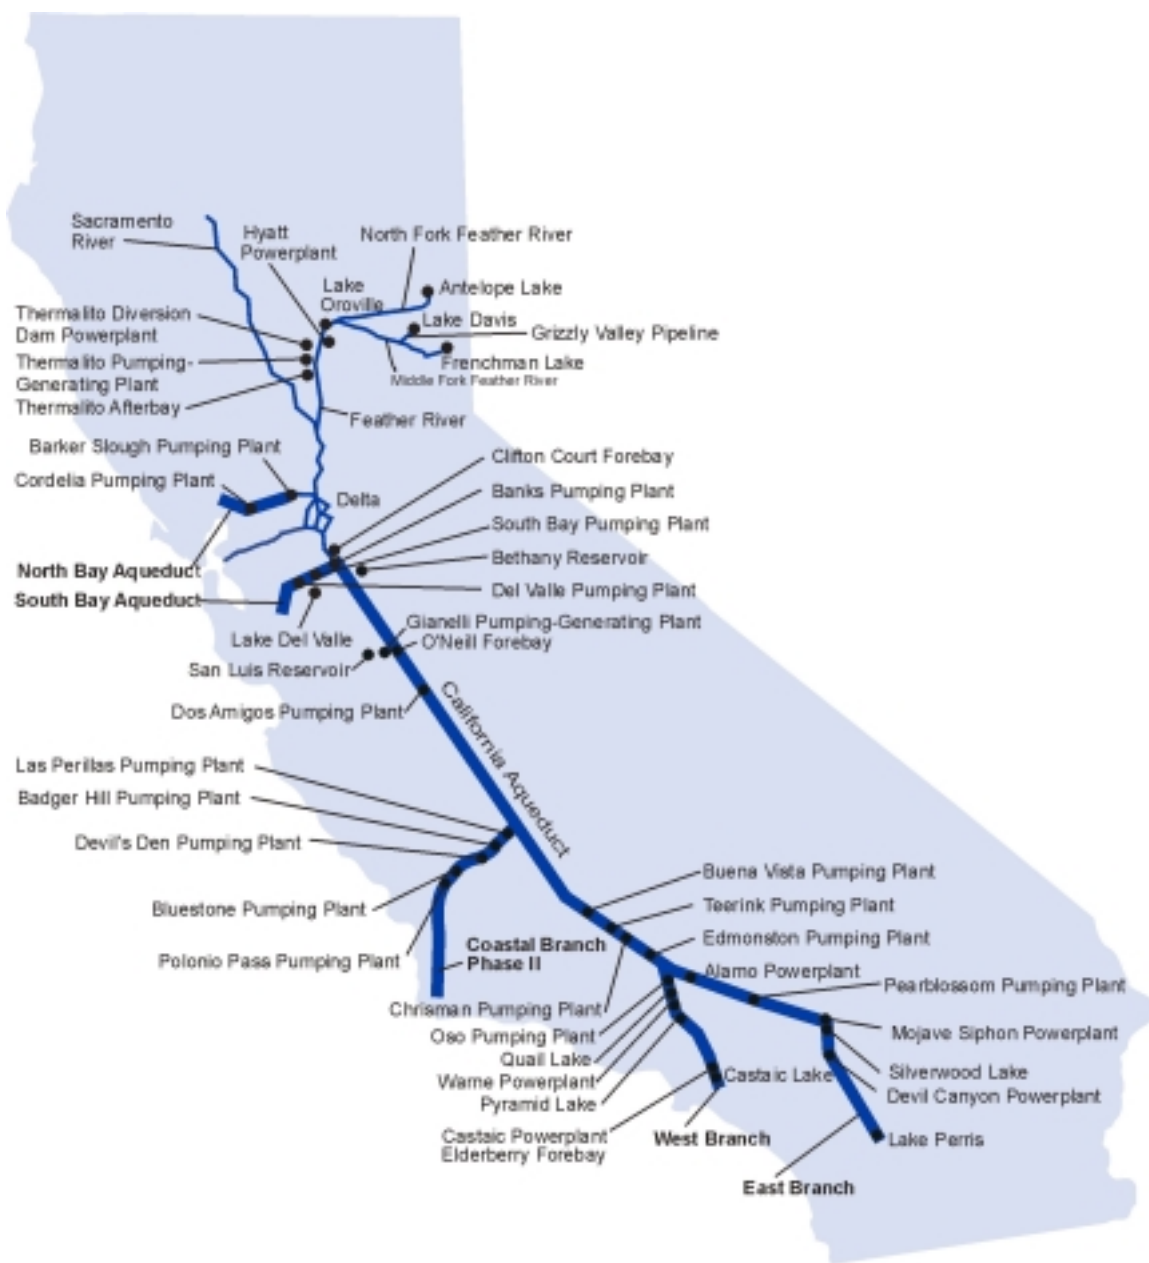 Sacramento
River
Hyatt
Powerplant
North Fork Feather River
Lake
Oroville
Antelope Lake
Thermalito Diversion
Dam Powerplant
Lake Davis
Grizzly Valley Pipeline
Thermalito Pumping-
Generating Plant
Frenchman Lake
Middle Fork Feather River
Thermalito Afterbay
Feather River
Barker Slough Pumping Plant
Clifton Court Forebay
Cordelia Pumping Plant
Delta
Banks Pumping Plant
South Bay Pumping Plant
Bethany Reservoir
North Bay Aqueduct
South Bay Aqueduct
Del Valle Pumping Plant
Lake Del Valle
Gianelli Pumping-Generating Plant
O'Neill Forebay
San Luis Reservoir
Dos Amigos Pumping Plant
California Aqueduct
Las Perillas Pumping Plant
Badger Hill Pumping Plant
Devil's Den Pumping Plant
Buena Vista Pumping Plant
Bluestone Pumping Plant
Teerink Pumping Plant
Edmonston Pumping Plant
Coastal Branch
Phase II
Polonio Pass Pumping Plant
Alamo Powerplant
Pearblossom Pumping Plant
Chrisman Pumping Plant
Oso Pumping Plant
Mojave Siphon Powerplant
Quail Lake
Silverwood Lake
Warne Powerplant
Castaic Lake
Devil Canyon Powerplant
Pyramid Lake
Castaic Powerplant
Elderberry Forebay
West Branch
Lake Perris
East Branch